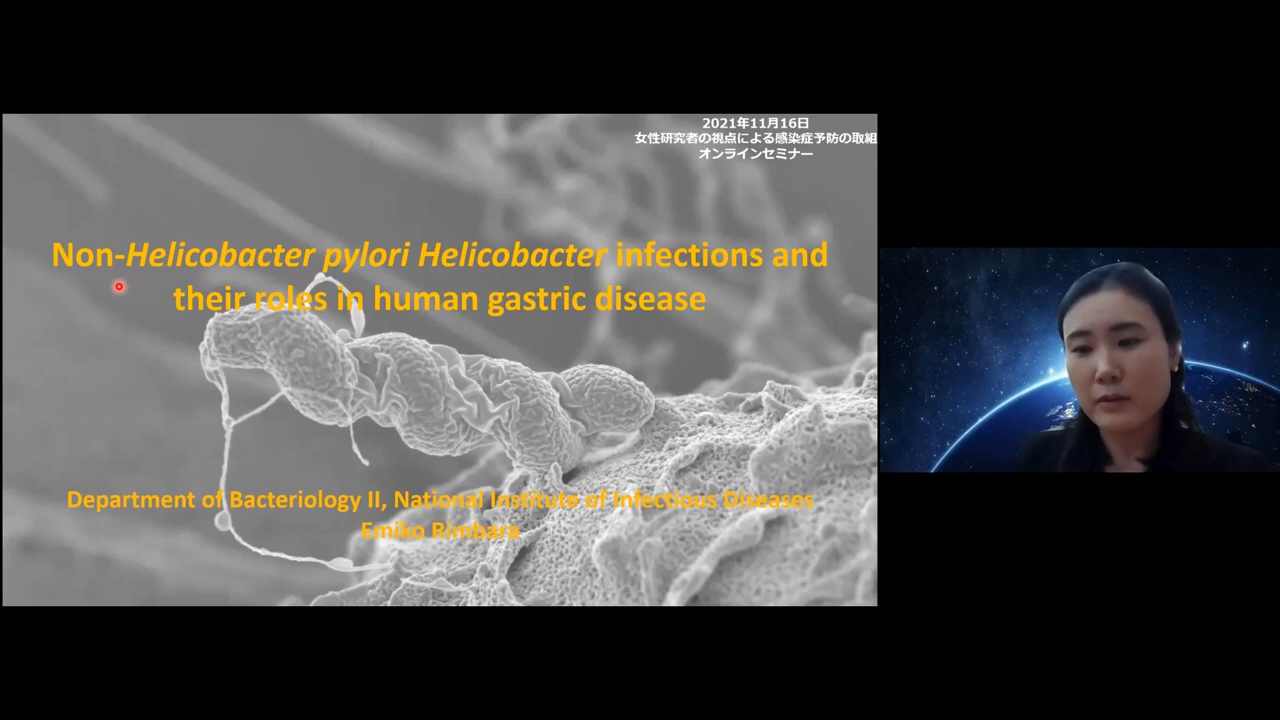 2021年11月16日
女性研究者の視点による感染症予防の取組
オンラインセミナー
Non-Helicobacter pylori Helicobacter infections and
their roles in human gastric disease
Department of Bacteriology II, National Institute of Infectious Diseases
Emiko Rimbara